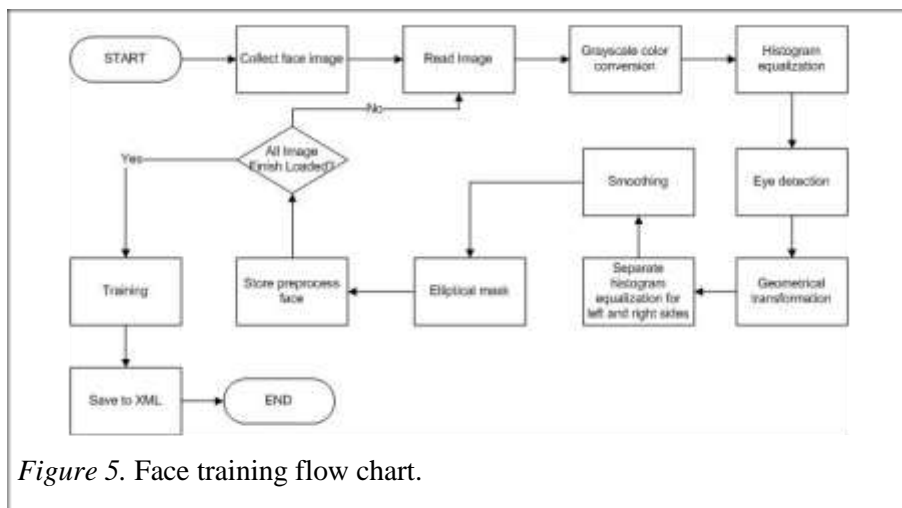 START
Collect face image
Read Image
Grayscale color
conversion
Histogram
equalization
No
Yes
All Image
Finish Loaded?
Smoothing
Eye detection
Training
Store preprocess
face
Elliptical mask
Separate
histogram
equalization for
left and right sides
Geometrical
transformation
Save to XML
END
Figure 5. Face training flow chart.